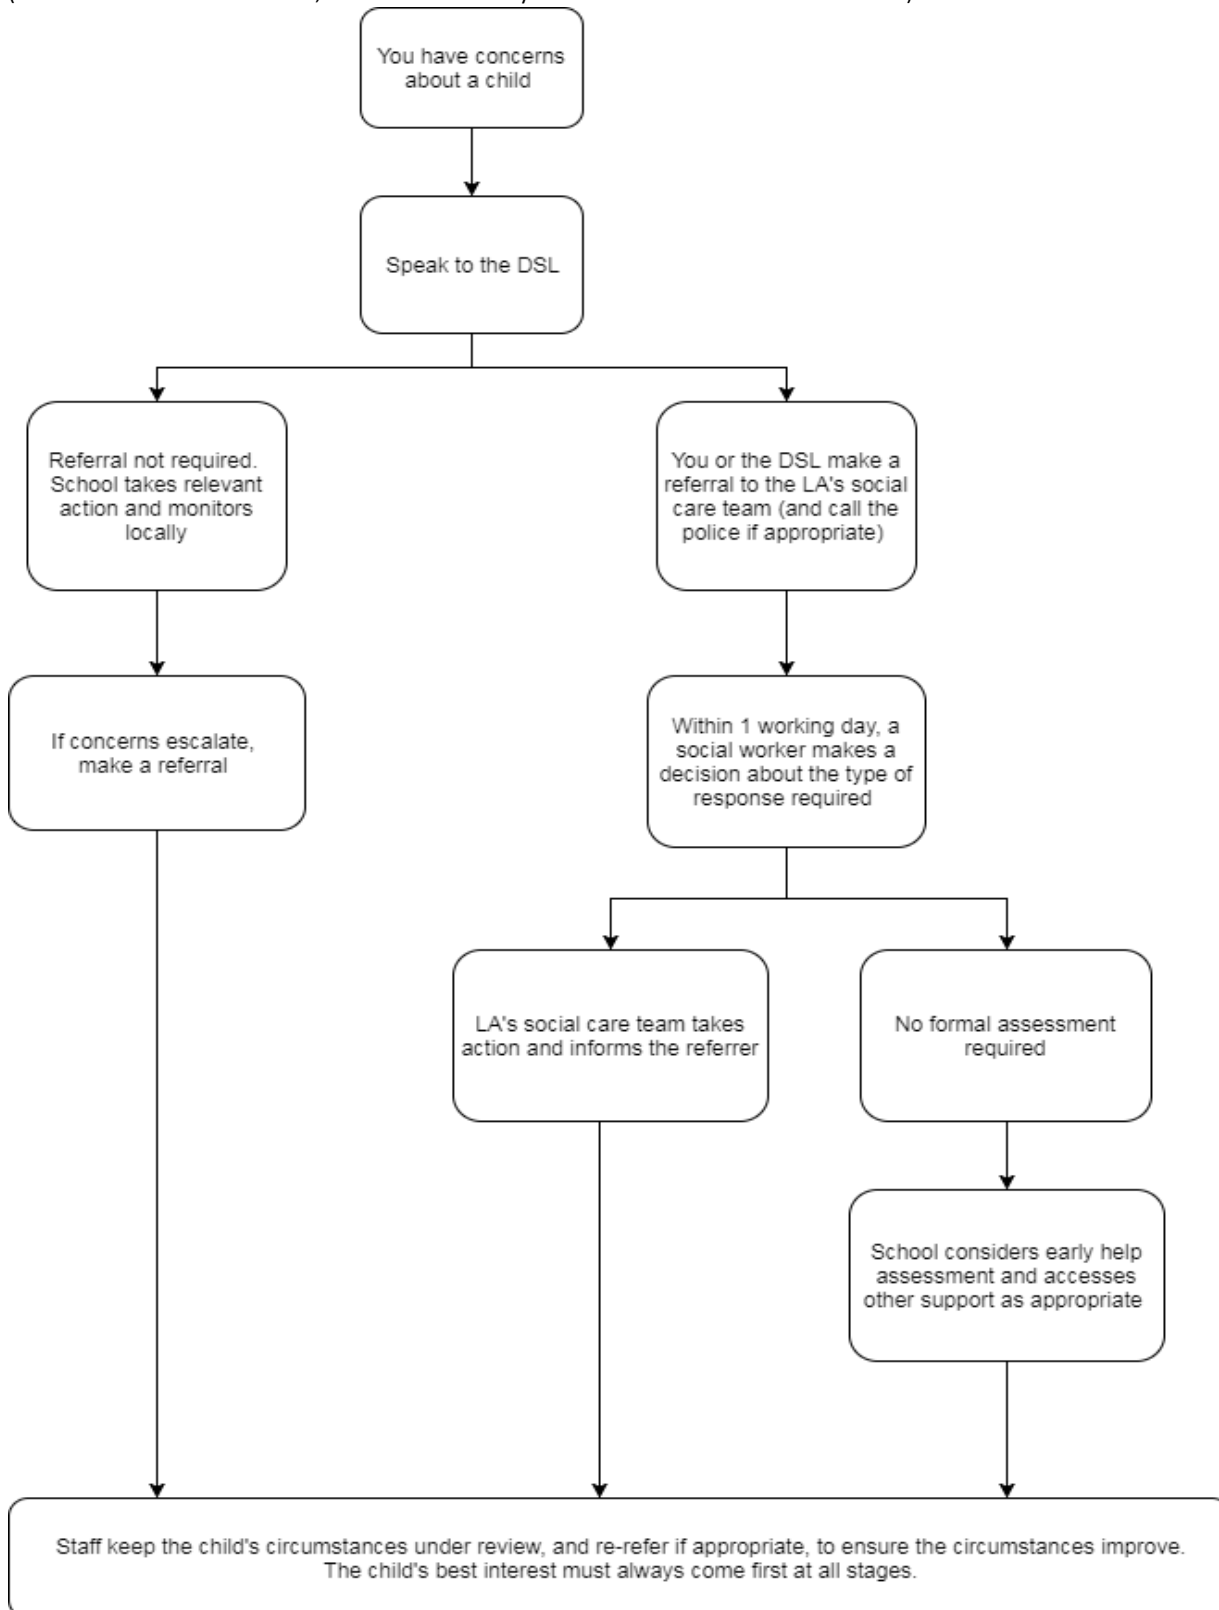 You have concerns
about a child
Speak to the DSL
Referral not required.
School takes relevant
action and monitors
locally
You or the DSL make a
referral to the LA's social
care team (and call the
police if appropriate)
If concerns escalate,
make a referral
Within 1 working day, a
social worker makes a
decision about the type of
response required
LA's social care team takes
action and informs the referrer
No formal assessment
required
School considers early help
assessment and accesses
other support as appropriate
Staff keep the child's circumstances under review, and re-refer if appropriate, to ensure the circumstances improve.
The child's best interest must always come first at all stages.